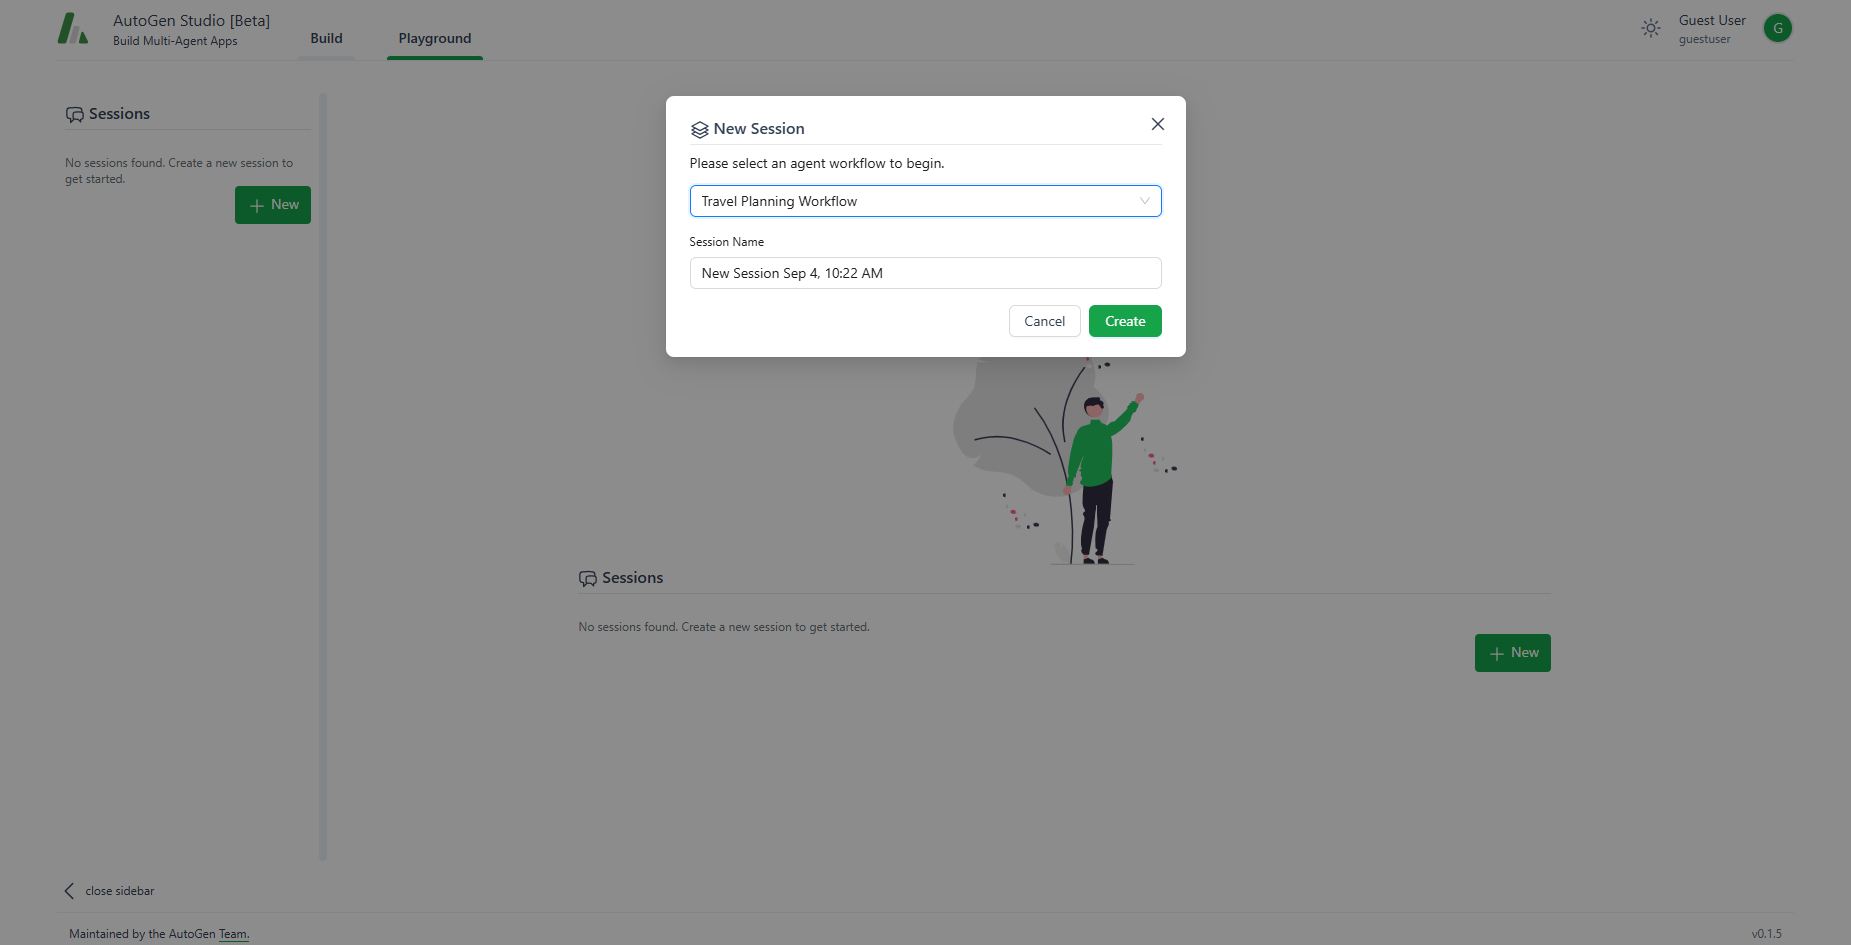 AutoGen Studio [Beta]
Build Multi-Agent Apps
Build
Playground
Guest User
guestuser
G
Sessions
No sessions found. Create a new session to
get started.
New
New Session
Please select an agent workflow to begin.
Travel Planning Workflow
Session Name
New Session Sep 4, 10:22 AM
Cancel
Create
Sessions
No sessions found. Create a new session to get started.
New
close sidebar
Maintained by the AutoGen Team.
v0.1.5